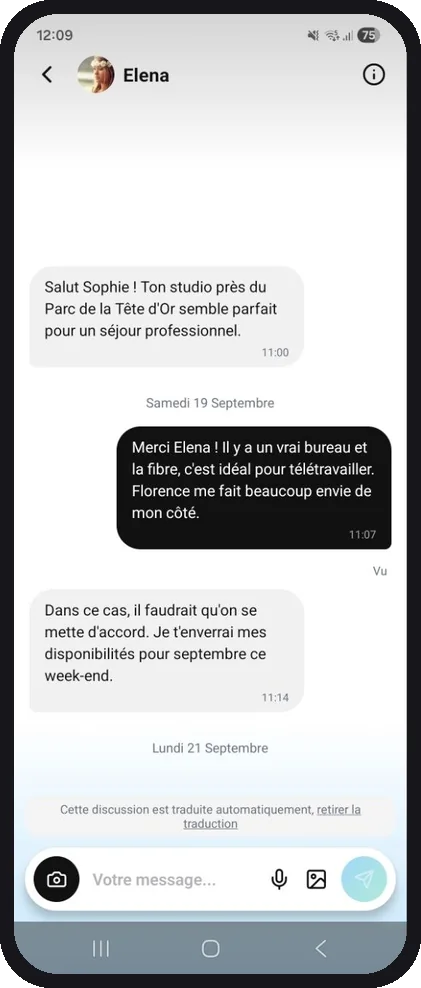 12:09
75
Elena
Salut Sophie ! Ton studio près du
Parc de la Tête d'Or semble parfait
pour un séjour professionnel.
11:00
Samedi 19 Septembre
Merci Elena ! Il y a un vrai bureau et
la fibre, c'est idéal pour télétravailler.
Florence me fait beaucoup envie de
mon côté.
11:07
Vu
Dans ce cas, il faudrait qu'on se
mette d'accord. Je t'enverrai mes
disponibilités pour septembre ce
week-end.
11:14
Lundi 21 Septembre
Cette discussion est traduite automatiquement, retirer la
traduction
Votre message...